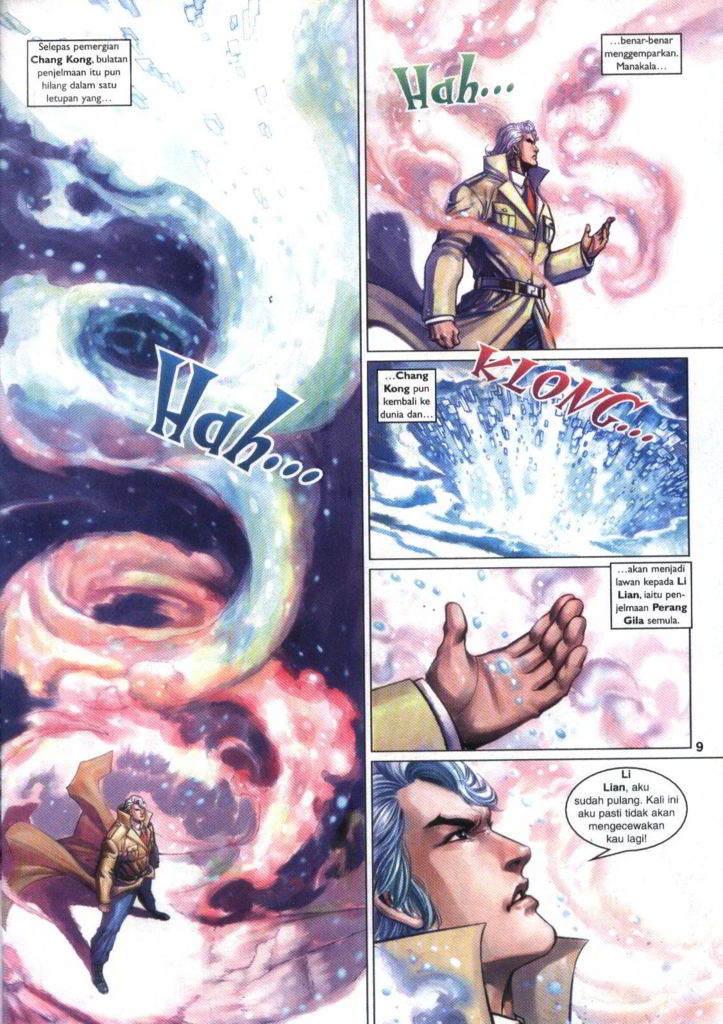 Selepas pemergian
Chang Kong, bulatan
penjelmaan itu pun
hilang dalam satu
letupan yang...
Hah...
...benar-benar
menggemparkan.
Manakala...
Hah...
...Chang
Kong pun
kembali ke
dunia dan...
KLONG...
...akan menjadi
lawan kepada Li
Lian, iaitu pen-
jelmaan Perang
Gila semula.
9
Li
Lian, aku
sudah pulang. Kali ini
aku pasti tidak akan
mengecewakan
kau lagi!